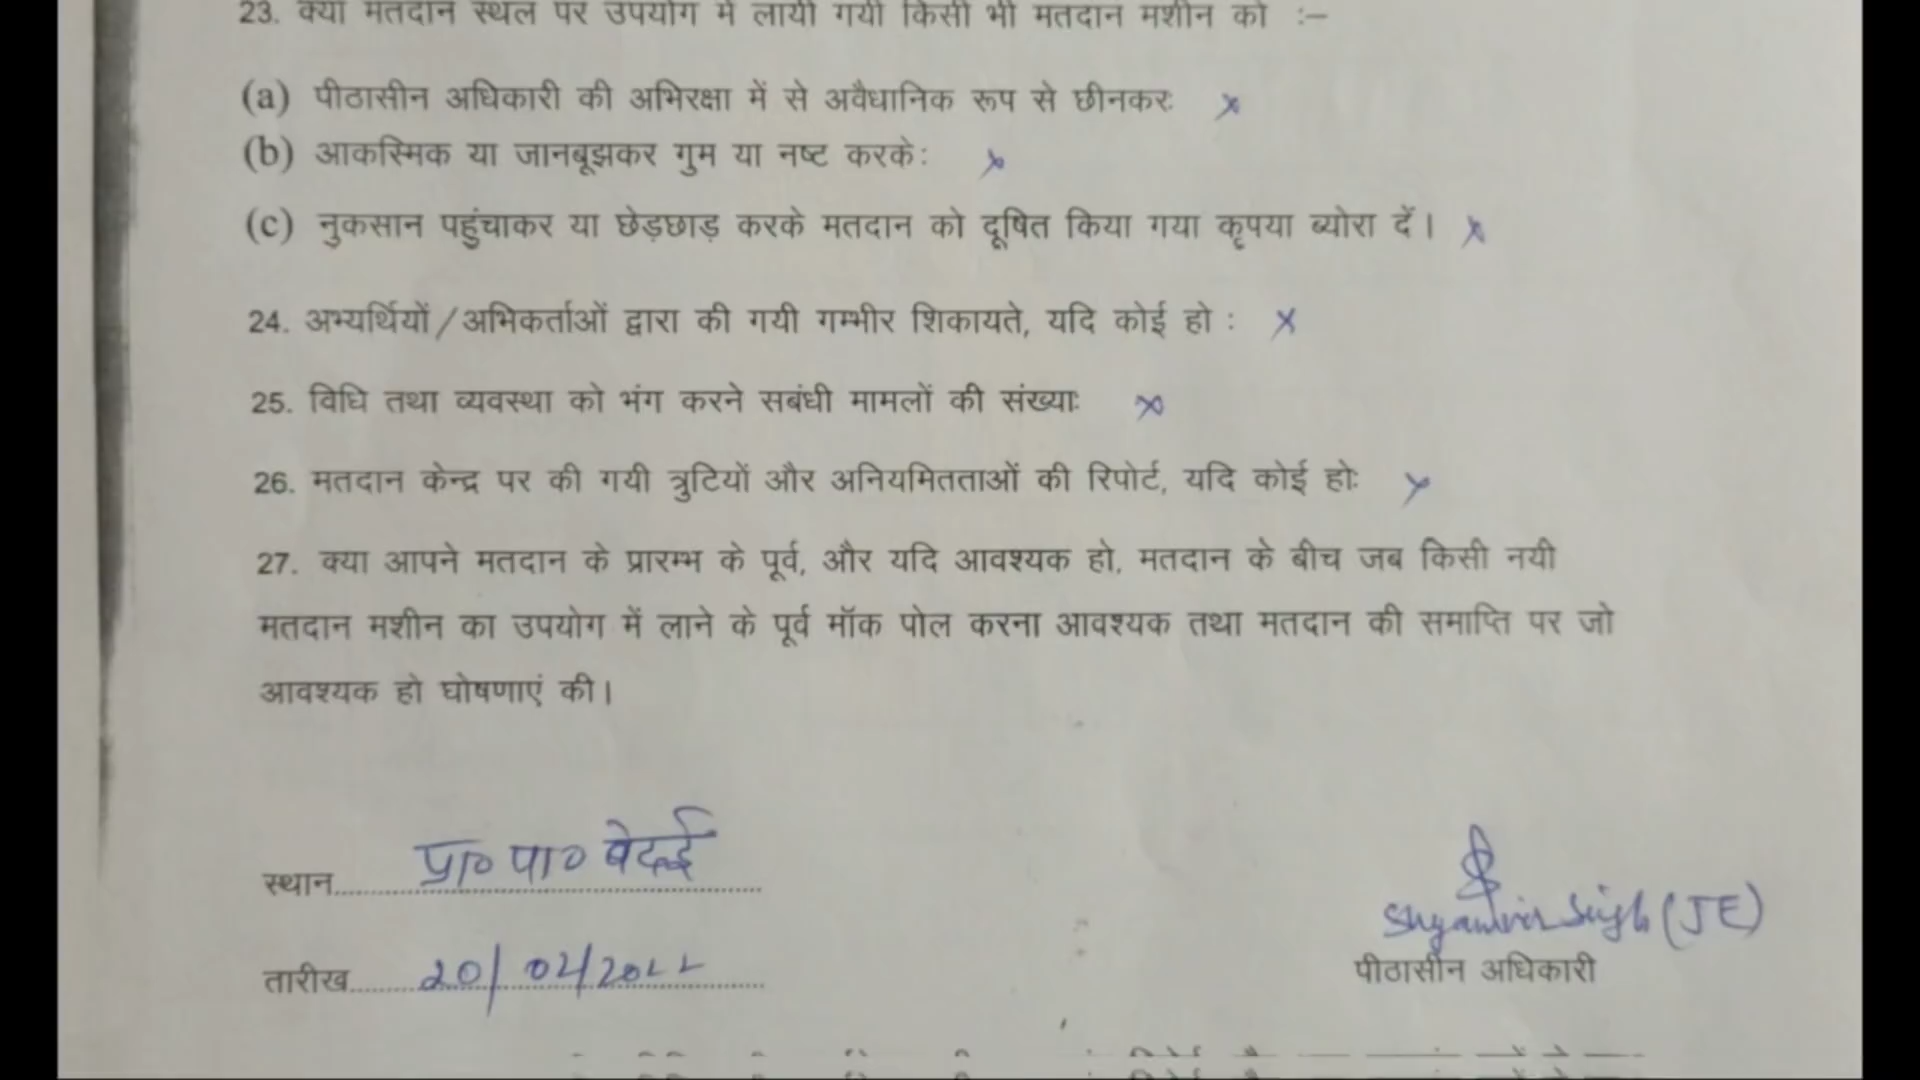 23. क्या मतदान स्थल पर उपयोग में लायी गयी किसी भी मतदान मशीन को :–
(a) पीठासीन अधिकारी की अभिरक्षा में से अवैधानिक रूप से छीनकरः ×
(b) आकस्मिक या जानबूझकर गुम या नष्ट करकेः ×
(c) नुकसान पहुंचाकर या छेड़छाड़ करके मतदान को दूषित किया गया कृपया ब्योरा दें। ×
24. अभ्यर्थियों/अभिकर्ताओं द्वारा की गयी गम्भीर शिकायते, यदि कोई हो : ×
25. विधि तथा व्यवस्था को भंग करने सबंधी मामलों की संख्याः ×
26. मतदान केन्द्र पर की गयी त्रुटियों और अनियमितताओं की रिपोर्ट, यदि कोई होः ×
27. क्या आपने मतदान के प्रारम्भ के पूर्व, और यदि आवश्यक हो, मतदान के बीच जब किसी नयी
मतदान मशीन का उपयोग में लाने के पूर्व मॉक पोल करना आवश्यक तथा मतदान की समाप्ति पर जो
आवश्यक हो घोषणाएं की।
स्थान प्रा० पा० बेदई
तारीख 20/02/2022
Shyamvir Singh (JE)
पीठासीन अधिकारी